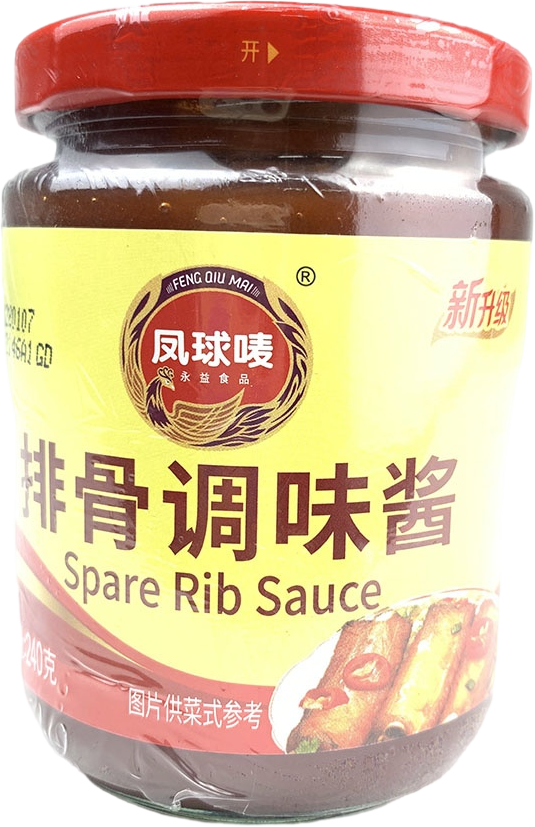 开
FENG QIU MAI
®
凤球唛
永益食品
新升级
排骨调味酱
Spare Rib Sauce
240克
图片供菜式参考